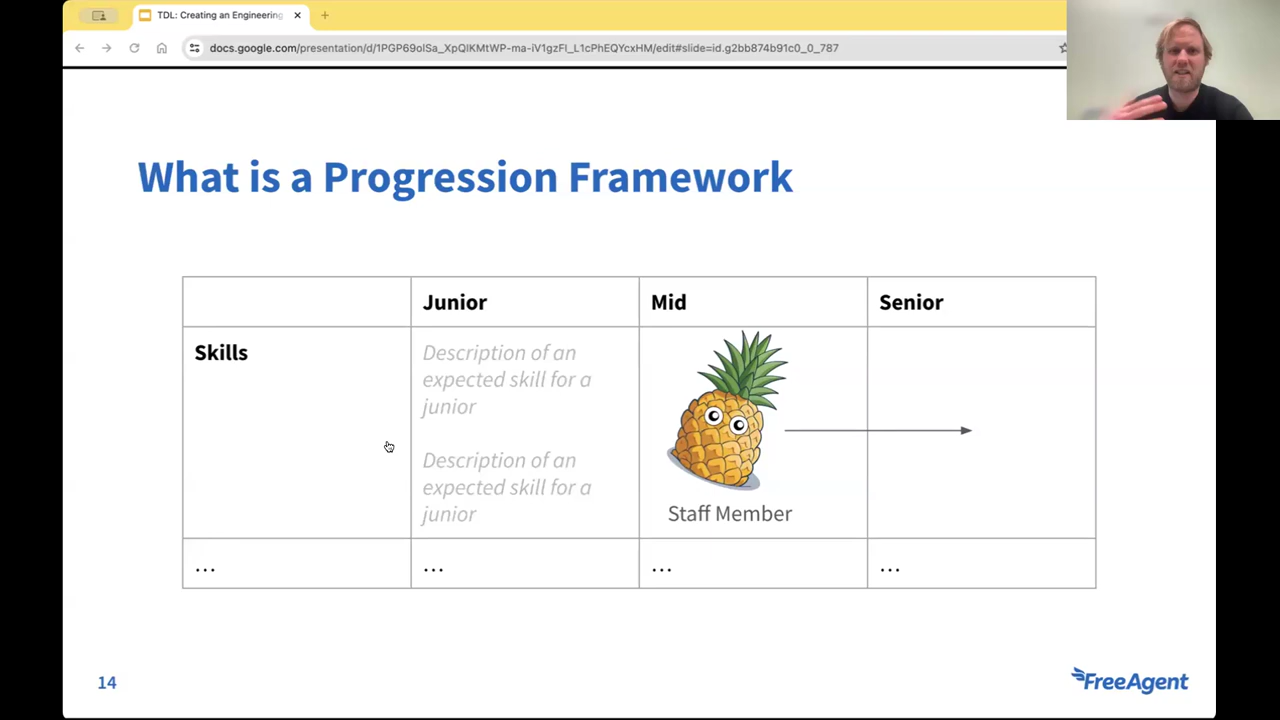 TDL: Creating an Engineering
docs.google.com/presentation/d/1PGP69olSa_XpQlKMtWP-ma-iV1gzFl_L1cPhEQYcxHM/edit#slide=id.g2bb874b91c0_0_787
What is a Progression Framework
Junior
Mid
Senior
Skills
Description of an
expected skill for a
junior
Description of an
expected skill for a
junior
Staff Member
...
...
...
...
14
FreeAgent